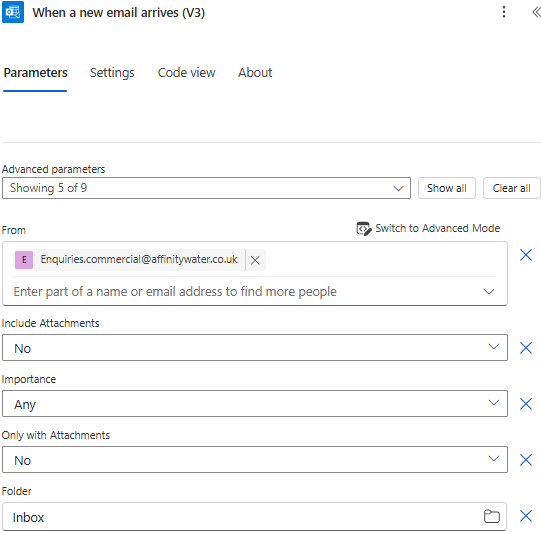 When a new email arrives (V3)
Parameters Settings Code view About
Advanced parameters
Showing 5 of 9 Show all Clear all
From Switch to Advanced Mode
E Enquiries.commercial@affinitywater.co.uk
Enter part of a name or email address to find more people
Include Attachments
No
Importance
Any
Only with Attachments
No
Folder
Inbox